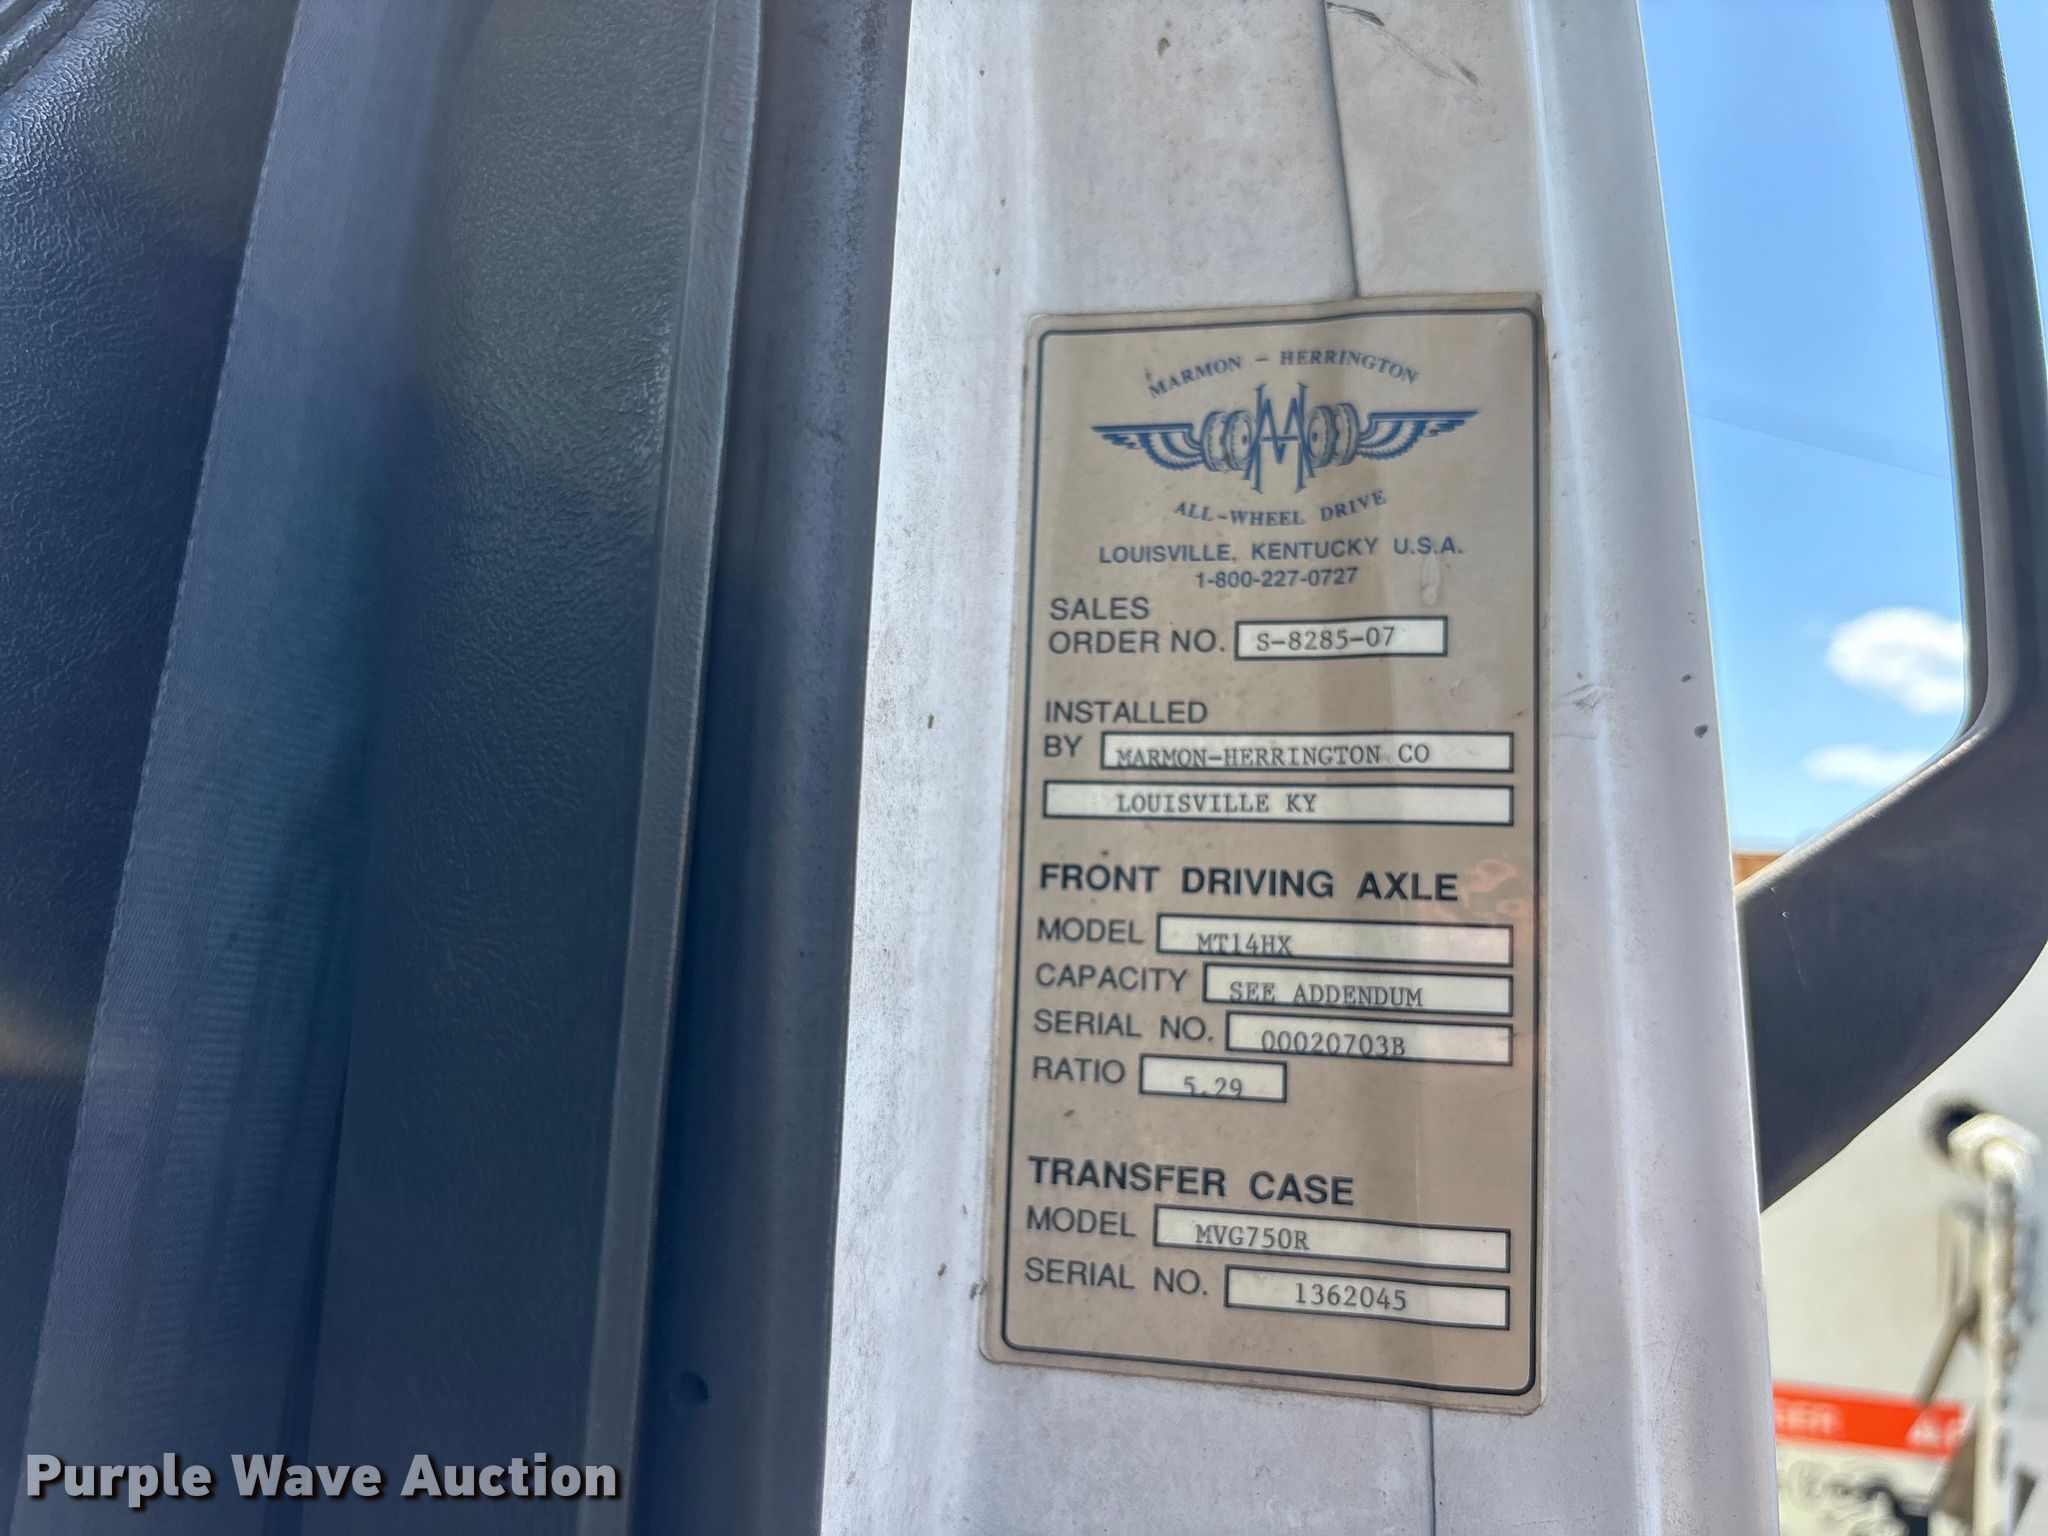 MARMON - HERRINGTON
ALL-WHEEL DRIVE
LOUISVILLE, KENTUCKY U.S.A.
1-800-227-0727
SALES
ORDER NO. S-8285-07
INSTALLED
BY MARMON-HERRINGTON CO
LOUISVILLE KY
FRONT DRIVING AXLE
MODEL MT14HX
CAPACITY SEE ADDENDUM
SERIAL NO. 00020703B
RATIO 5.29
TRANSFER CASE
MODEL MVG750R
SERIAL NO. 1362045
Purple Wave Auction